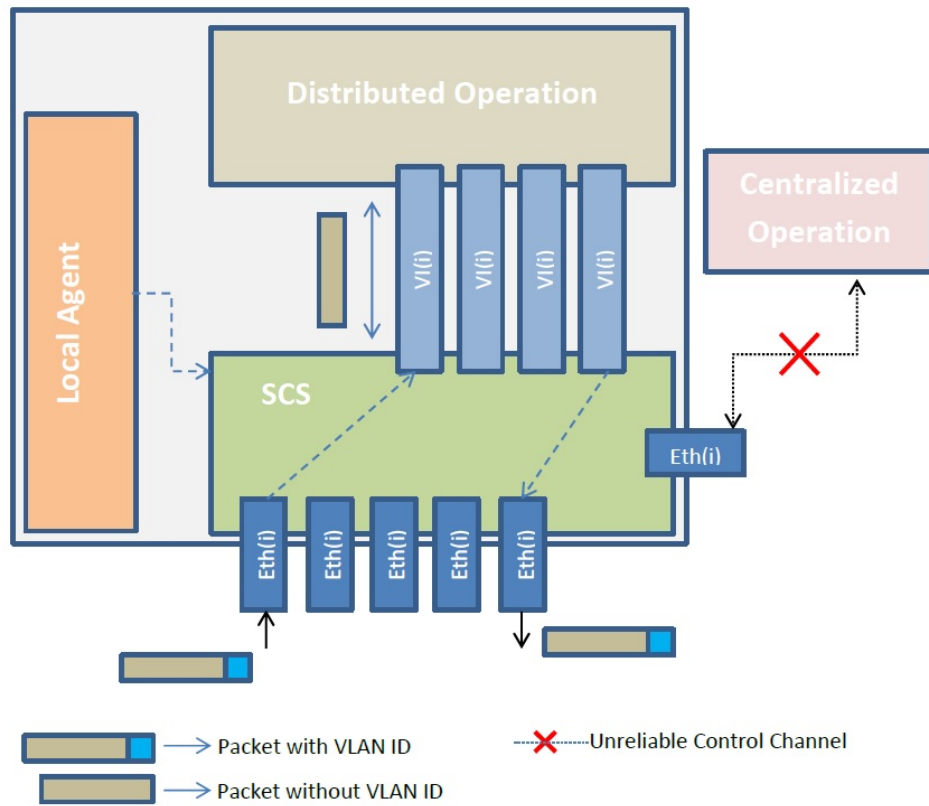 Distributed Operation
Centralized
Operation
Local Agent
VI(i)
VI(i)
VI(i)
VI(i)
SCS
Eth(i)
Eth(i)
Eth(i)
Eth(i)
Eth(i)
Eth(i)
Packet with VLAN ID
Unreliable Control Channel
Packet without VLAN ID